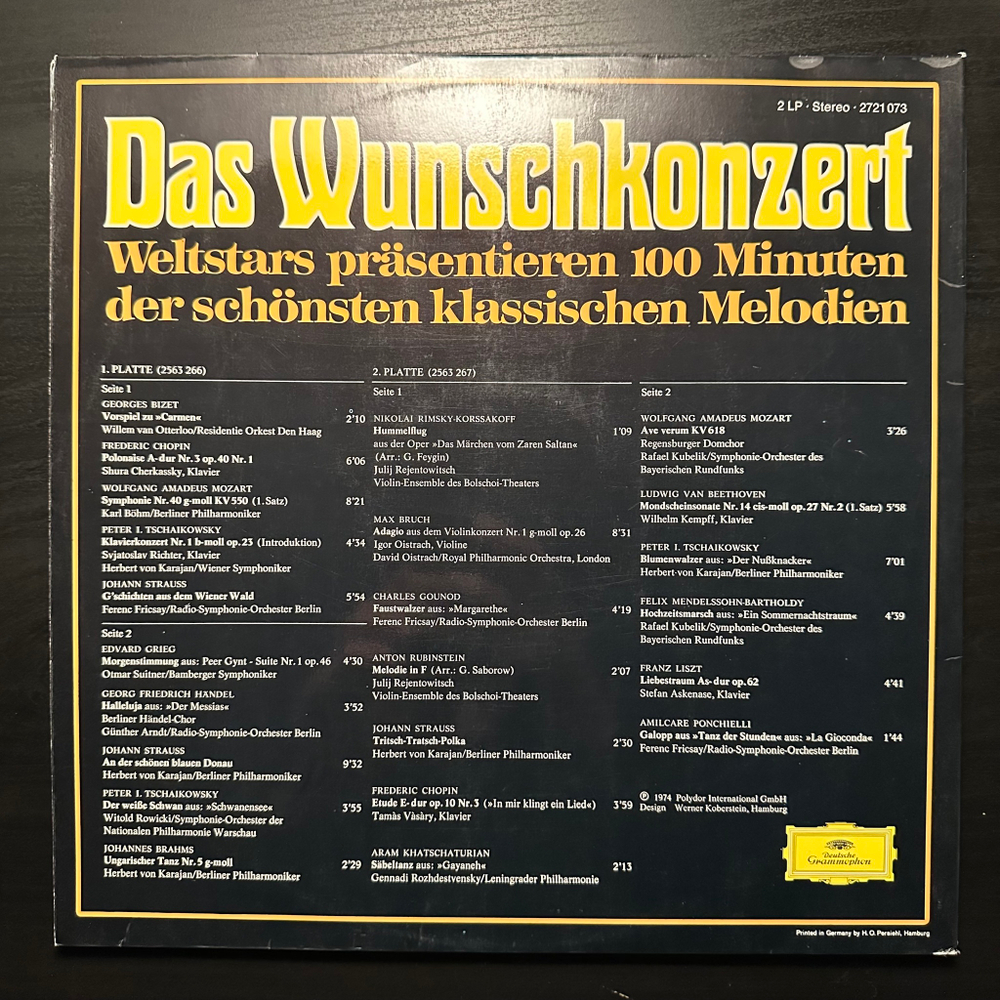 2 LP · Stereo · 2721 073
Das Wunschkonzert
Weltstars präsentieren 100 Minuten
der schönsten klassischen Melodien
1. PLATTE (2563 266)
Seite 1
GEORGES BIZET
Vorspiel zu »Carmen« 2'10
Willem van Otterloo/Residentie Orkest Den Haag
FREDERIC CHOPIN
Polonaise A-dur Nr. 3 op. 40 Nr. 1 6'06
Shura Cherkassky, Klavier
WOLFGANG AMADEUS MOZART
Symphonie Nr. 40 g-moll KV 550 (1. Satz) 8'21
Karl Böhm/Berliner Philharmoniker
PETER I. TSCHAIKOWSKY
Klavierkonzert Nr. 1 b-moll op. 23 (Introduktion) 4'34
Svjatoslav Richter, Klavier
Herbert von Karajan/Wiener Symphoniker
JOHANN STRAUSS
G'schichten aus dem Wiener Wald 5'54
Ferenc Fricsay/Radio-Symphonie-Orchester Berlin
Seite 2
EDVARD GRIEG
Morgenstimmung aus: Peer Gynt - Suite Nr. 1 op. 46 4'30
Otmar Suitner/Bamberger Symphoniker
GEORG FRIEDRICH HÄNDEL
Halleluja aus: »Der Messias« 3'52
Berliner Händel-Chor
Günther Arndt/Radio-Symphonie-Orchester Berlin
JOHANN STRAUSS
An der schönen blauen Donau 9'32
Herbert von Karajan/Berliner Philharmoniker
PETER I. TSCHAIKOWSKY
Der weiße Schwan aus: »Schwanensee« 3'55
Witold Rowicki/Symphonie-Orchester der
Nationalen Philharmonie Warschau
JOHANNES BRAHMS
Ungarischer Tanz Nr. 5 g-moll 2'29
Herbert von Karajan/Berliner Philharmoniker
2. PLATTE (2563 267)
Seite 1
NIKOLAI RIMSKY-KORSSAKOFF
Hummelflug 1'09
aus der Oper »Das Märchen vom Zaren Saltan«
(Arr.: G. Feygin)
Julij Rejentowitsch
Violin-Ensemble des Bolschoi-Theaters
MAX BRUCH
Adagio aus dem Violinkonzert Nr. 1 g-moll op. 26 8'31
Igor Oistrach, Violine
David Oistrach/Royal Philharmonic Orchestra, London
CHARLES GOUNOD
Faustwalzer aus: »Margarethe« 4'19
Ferenc Fricsay/Radio-Symphonie-Orchester Berlin
ANTON RUBINSTEIN
Melodie in F (Arr.: G. Saborow) 2'07
Julij Rejentowitsch
Violin-Ensemble des Bolschoi-Theaters
JOHANN STRAUSS
Tritsch-Tratsch-Polka 2'30
Herbert von Karajan/Berliner Philharmoniker
FREDERIC CHOPIN
Etude E-dur op. 10 Nr. 3 (»In mir klingt ein Lied«) 3'59
Tamàs Vàsàry, Klavier
ARAM KHATSCHATURIAN
Säbeltanz aus: »Gayaneh« 2'13
Gennadi Rozhdestvensky/Leningrader Philharmonie
Seite 2
WOLFGANG AMADEUS MOZART
Ave verum KV 618 3'26
Regensburger Domchor
Rafael Kubelik/Symphonie-Orchester des
Bayerischen Rundfunks
LUDWIG VAN BEETHOVEN
Mondscheinsonate Nr. 14 cis-moll op. 27 Nr. 2 (1. Satz) 5'58
Wilhelm Kempff, Klavier
PETER I. TSCHAIKOWSKY
Blumenwalzer aus: »Der Nußknacker« 7'01
Herbert von Karajan/Berliner Philharmoniker
FELIX MENDELSSOHN-BARTHOLDY
Hochzeitsmarsch aus: »Ein Sommernachtstraum« 4'39
Rafael Kubelik/Symphonie-Orchester des
Bayerischen Rundfunks
FRANZ LISZT
Liebestraum As-dur op. 62 4'41
Stefan Askenase, Klavier
AMILCARE PONCHIELLI
Galopp aus »Tanz der Stunden« aus: »La Gioconda« 1'44
Ferenc Fricsay/Radio-Symphonie-Orchester Berlin
℗ 1974 Polydor International GmbH
Design Werner Koberstein, Hamburg
Deutsche
Grammophon
Printed in Germany by H. O. Persiehl, Hamburg